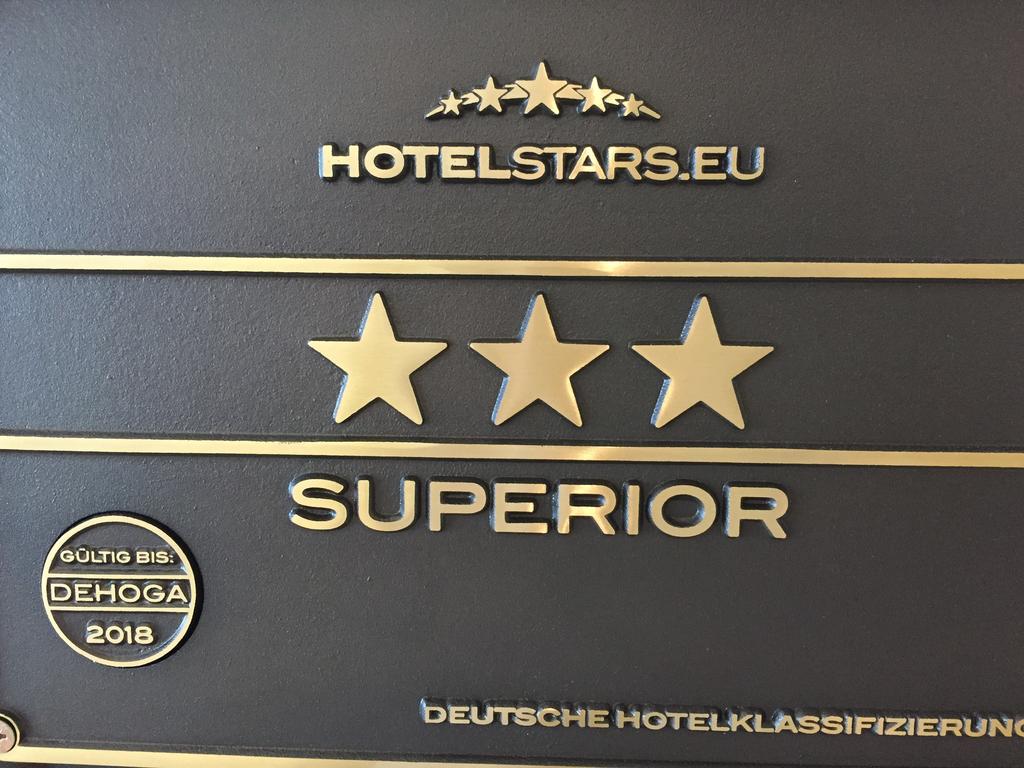 HOTELSTARS.EU
SUPERIOR
GÜLTIG BIS:
DEHOGA
2018
DEUTSCHE HOTELKLASSIFIZIERUNG